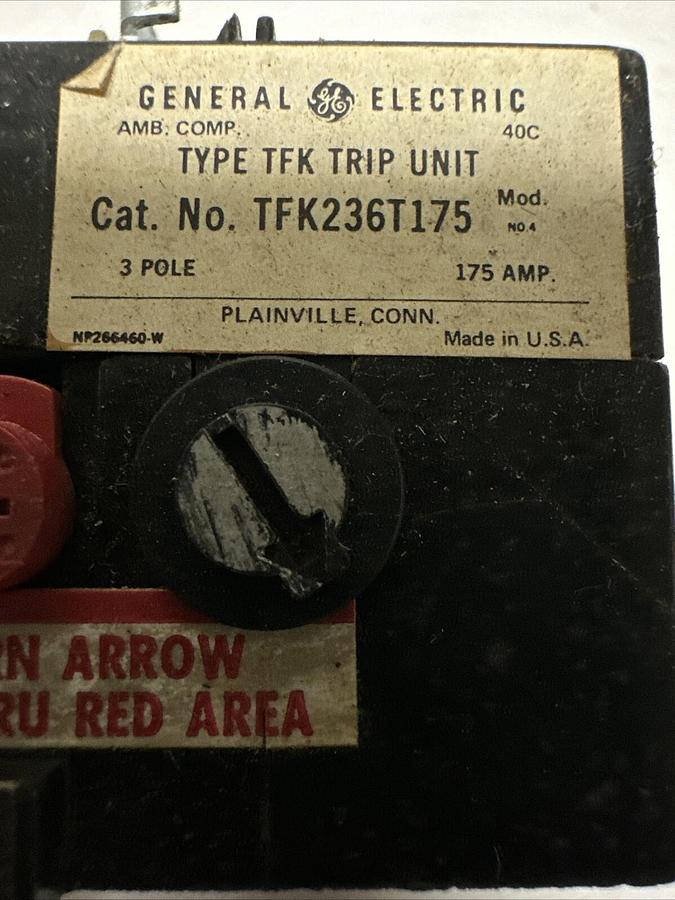 GENERAL GE ELECTRIC
AMB. COMP. 40C
TYPE TFK TRIP UNIT
Cat. No. TFK236T175 Mod. NO.4
3 POLE 175 AMP.
PLAINVILLE, CONN.
NP266460-W Made in U.S.A.
RN ARROW
RU RED AREA